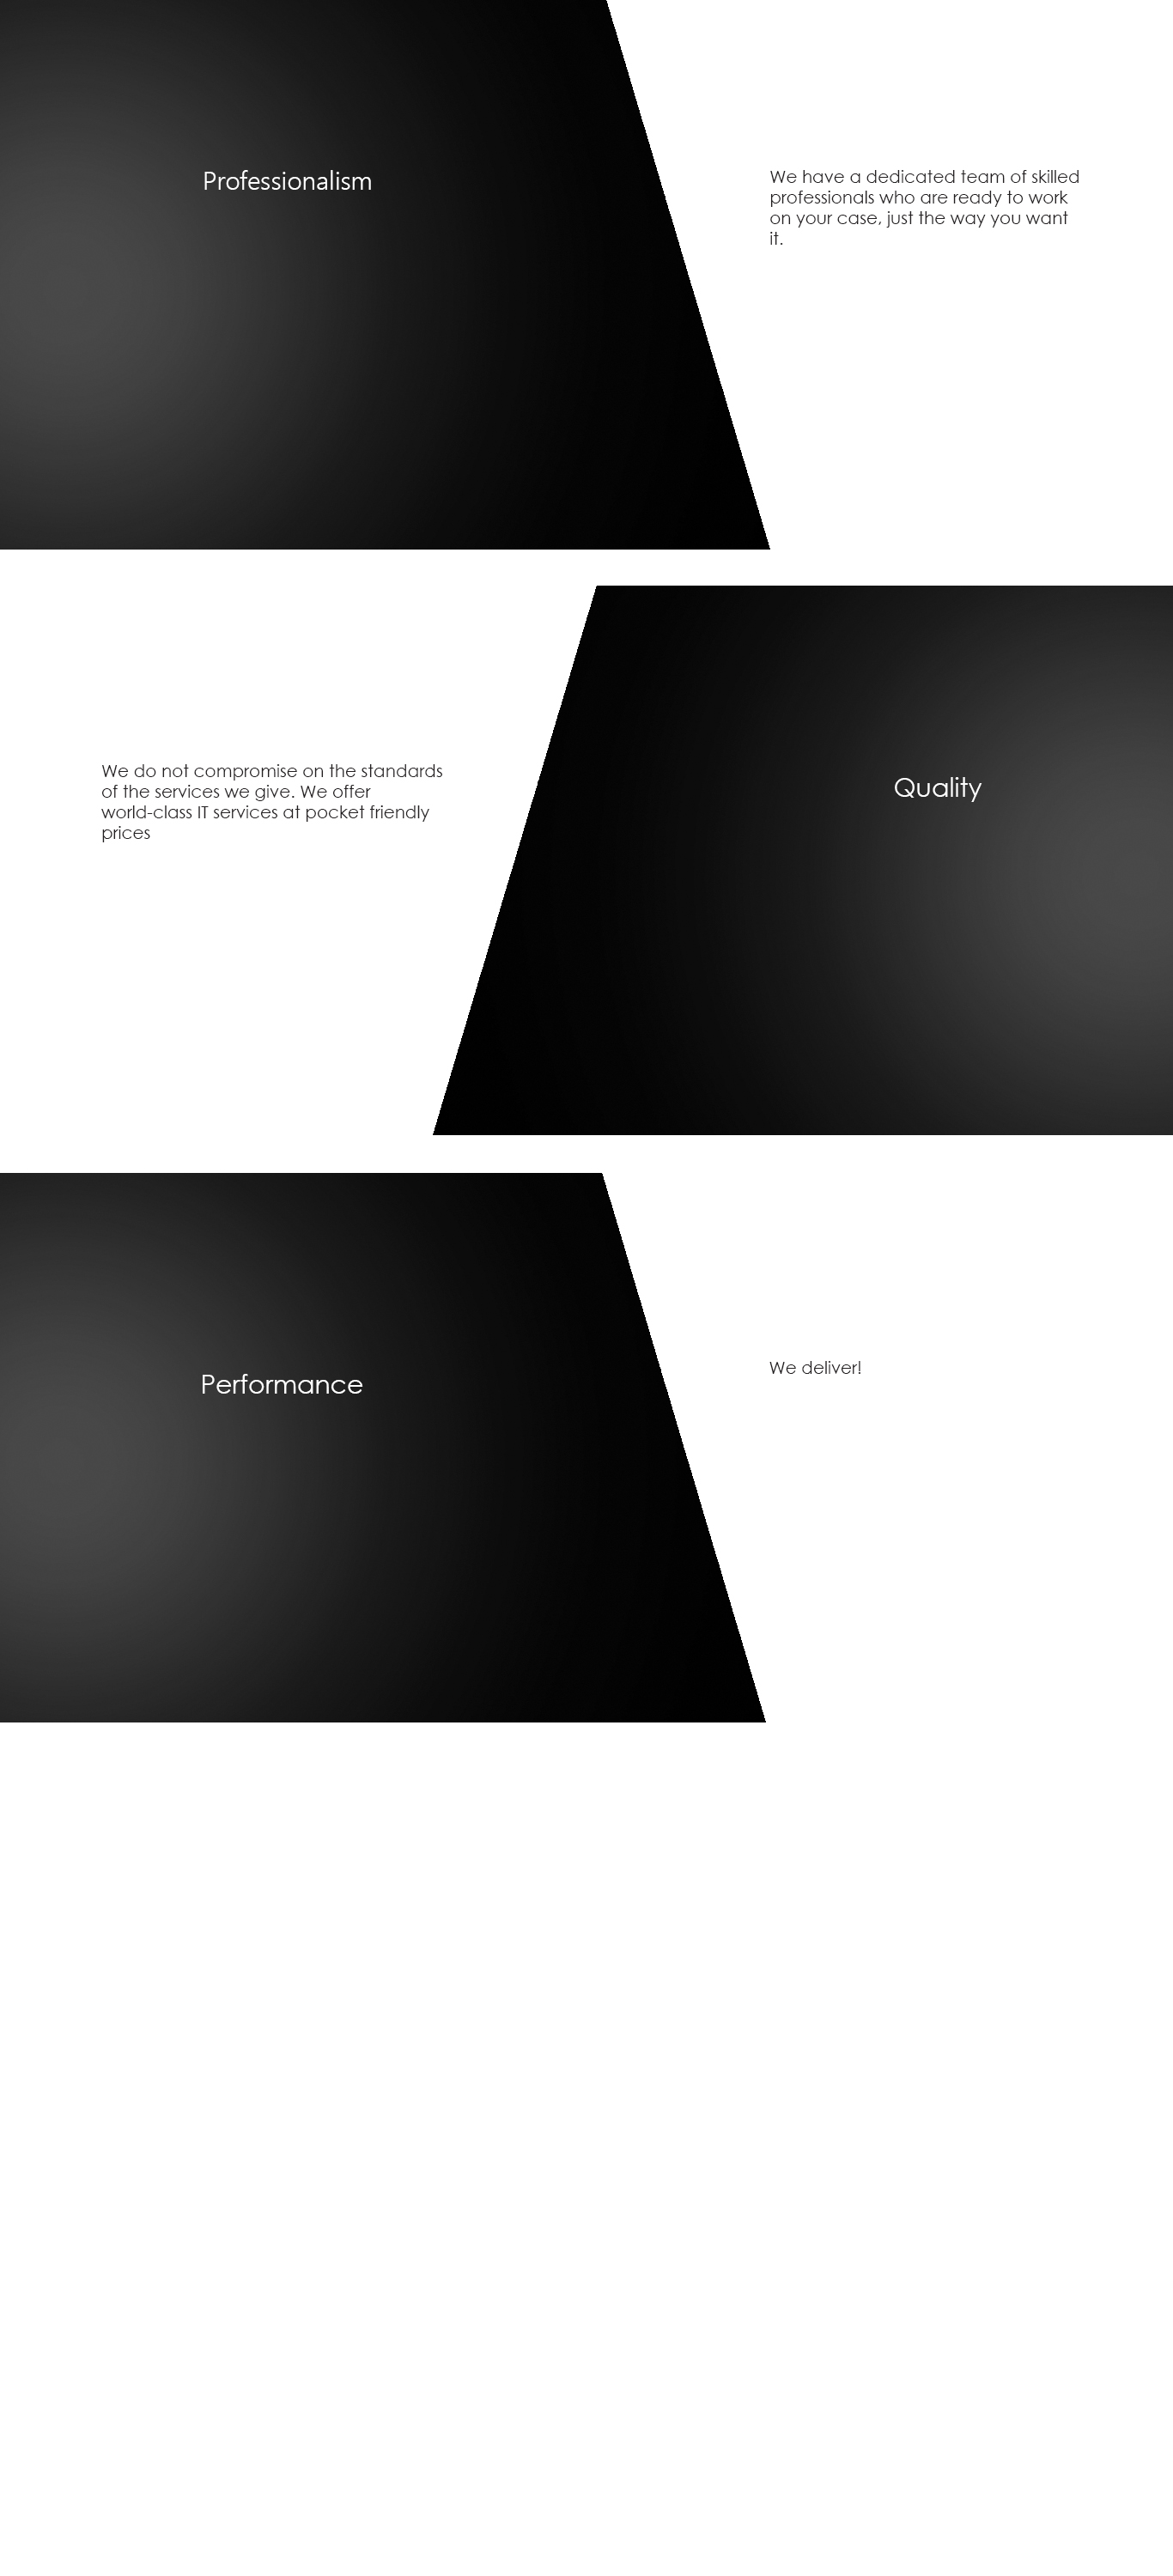 Professionalism
We have a dedicated team of skilled
professionals who are ready to work
on your case, just the way you want
it.
We do not compromise on the standards
of the services we give. We offer
world-class IT services at pocket friendly
prices
Quality
Performance
We deliver!